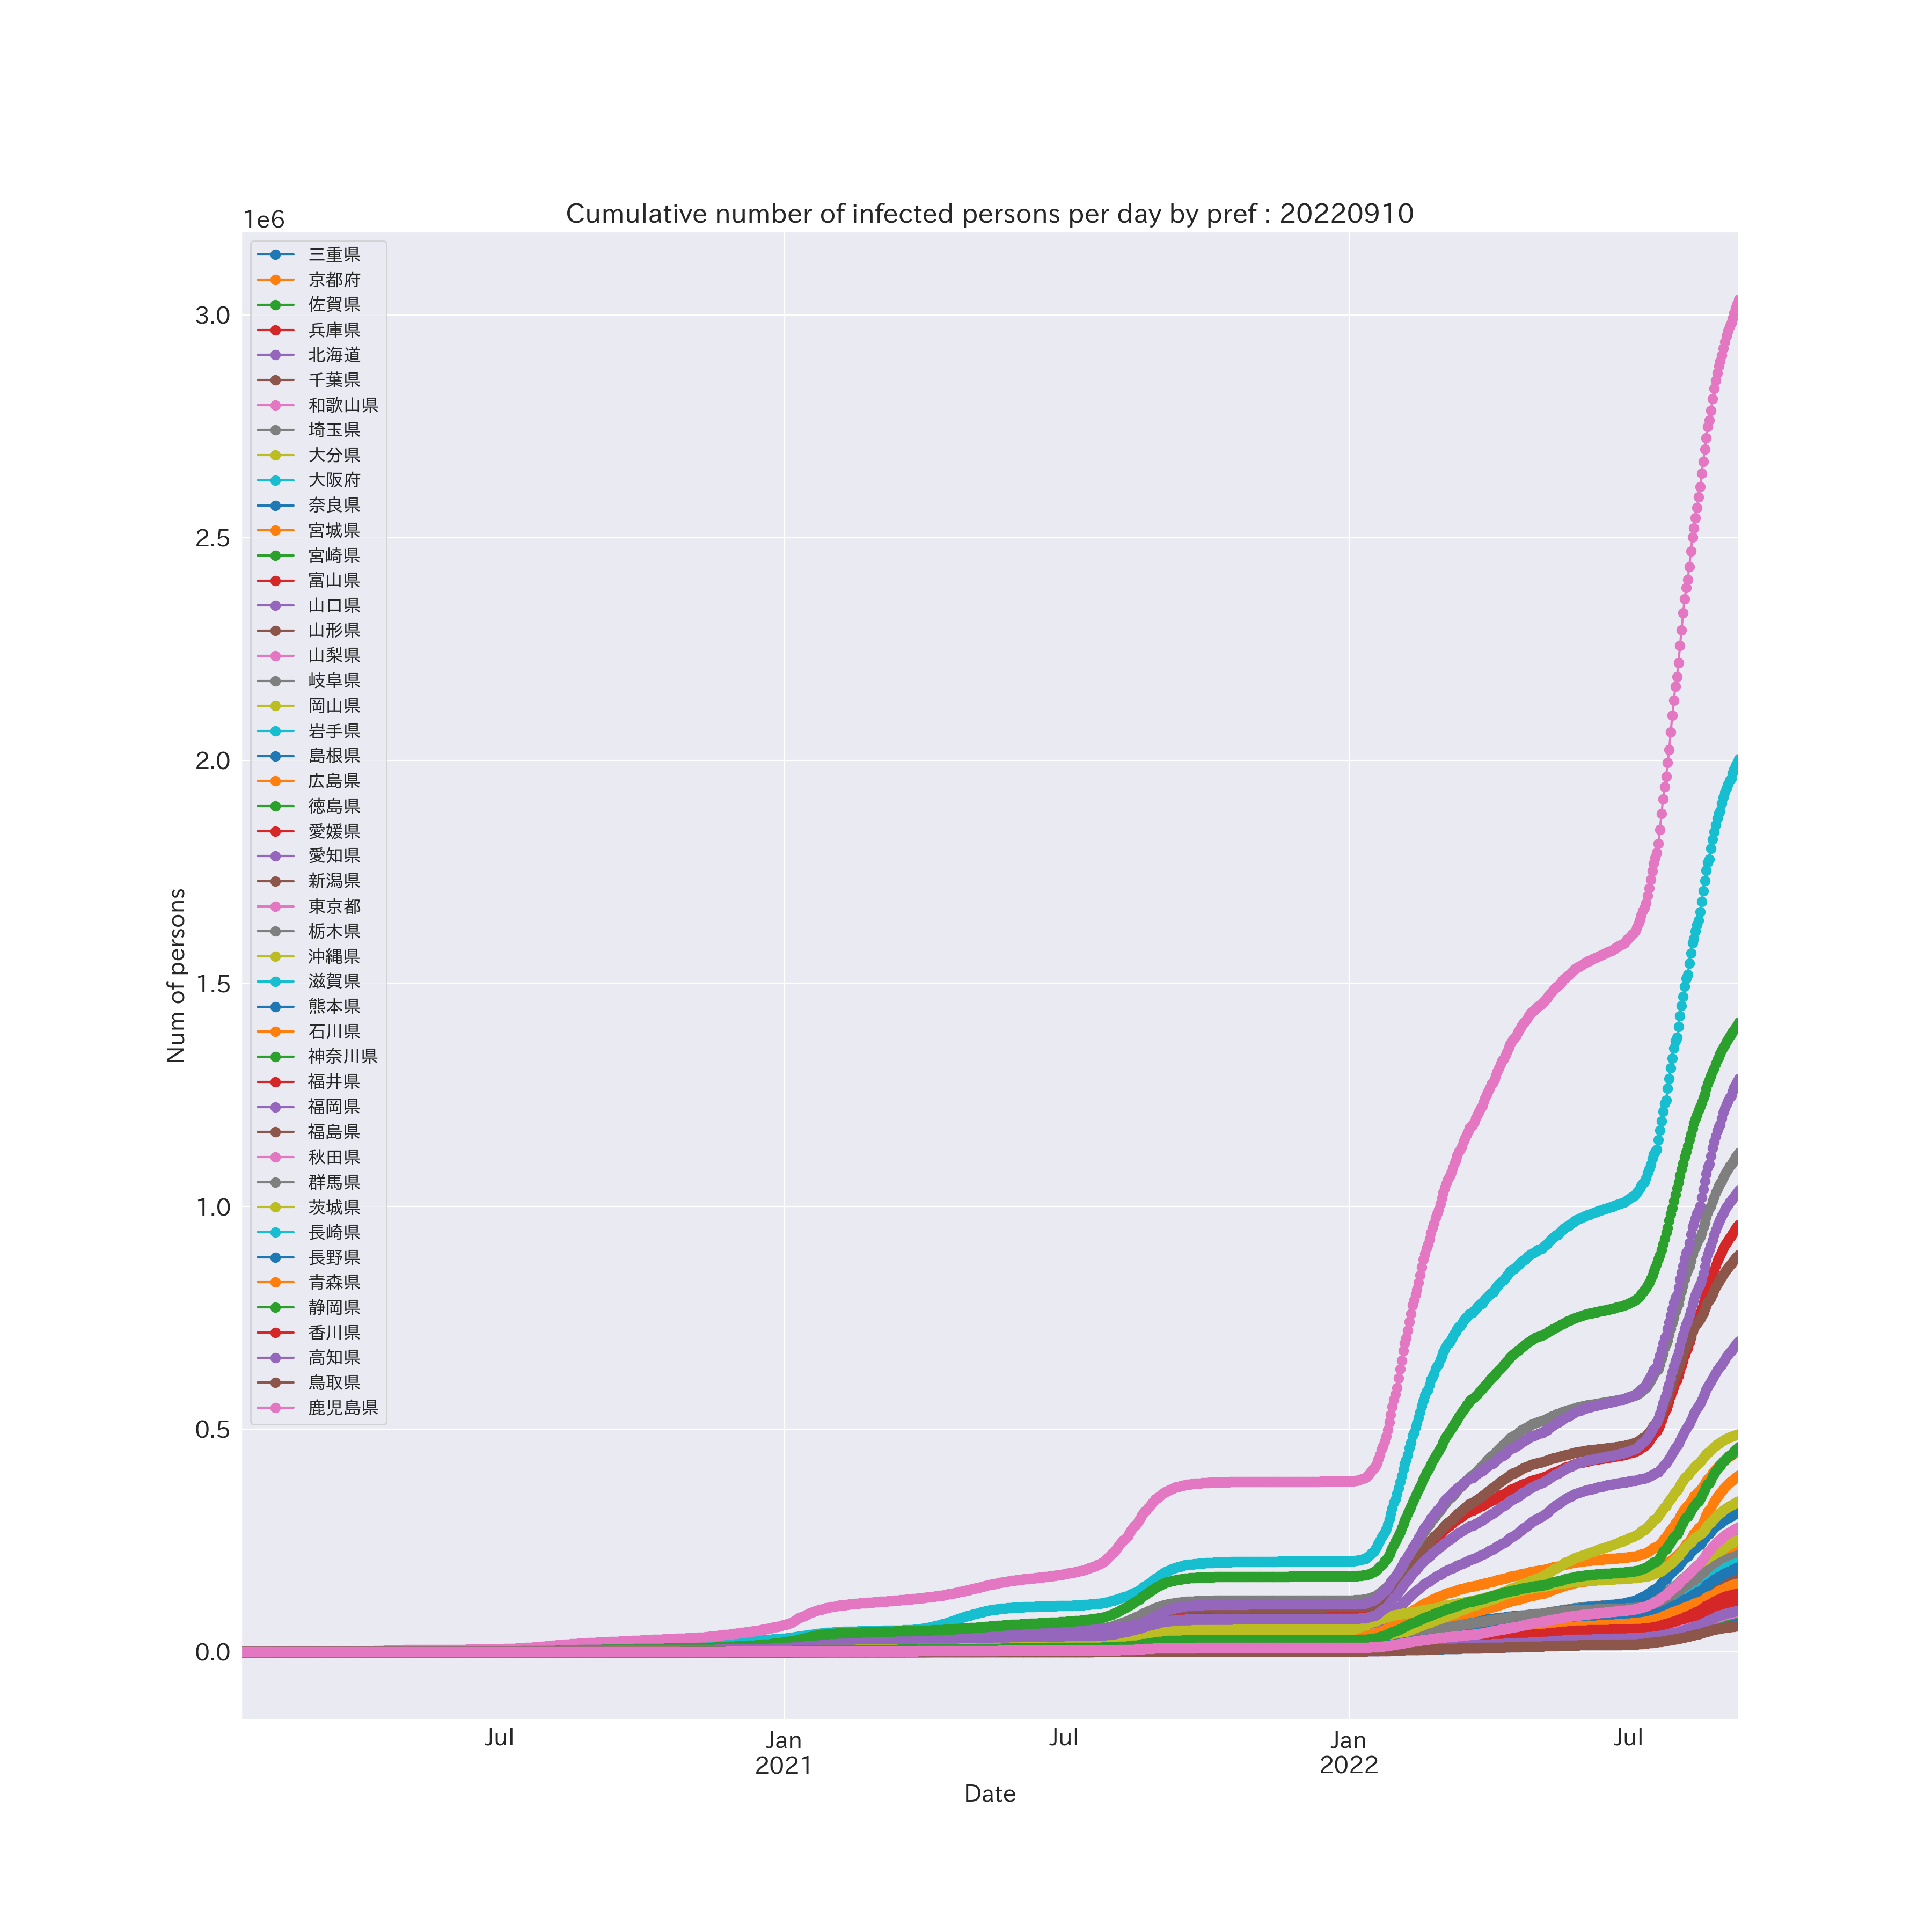 Cumulative number of infected persons per day by pref : 20220910
1e6
3.0
2.5
2.0
1.5
1.0
0.5
0.0
Num of persons
三重県
京都府
佐賀県
兵庫県
北海道
千葉県
和歌山県
埼玉県
大分県
大阪府
奈良県
宮城県
宮崎県
富山県
山口県
山形県
山梨県
岐阜県
岡山県
岩手県
島根県
広島県
徳島県
愛媛県
愛知県
新潟県
東京都
栃木県
沖縄県
滋賀県
熊本県
石川県
神奈川県
福井県
福岡県
福島県
秋田県
群馬県
茨城県
長崎県
長野県
青森県
静岡県
香川県
高知県
鳥取県
鹿児島県
Jul
Jan
2021
Jul
Jan
2022
Jul
Date